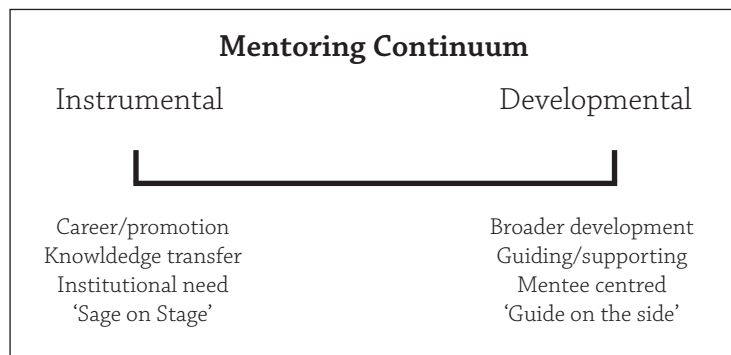 Mentoring Continuum
Instrumental
Developmental
Career/promotion
Knowldedge transfer
Institutional need
‘Sage on Stage’
Broader development
Guiding/supporting
Mentee centred
‘Guide on the side’